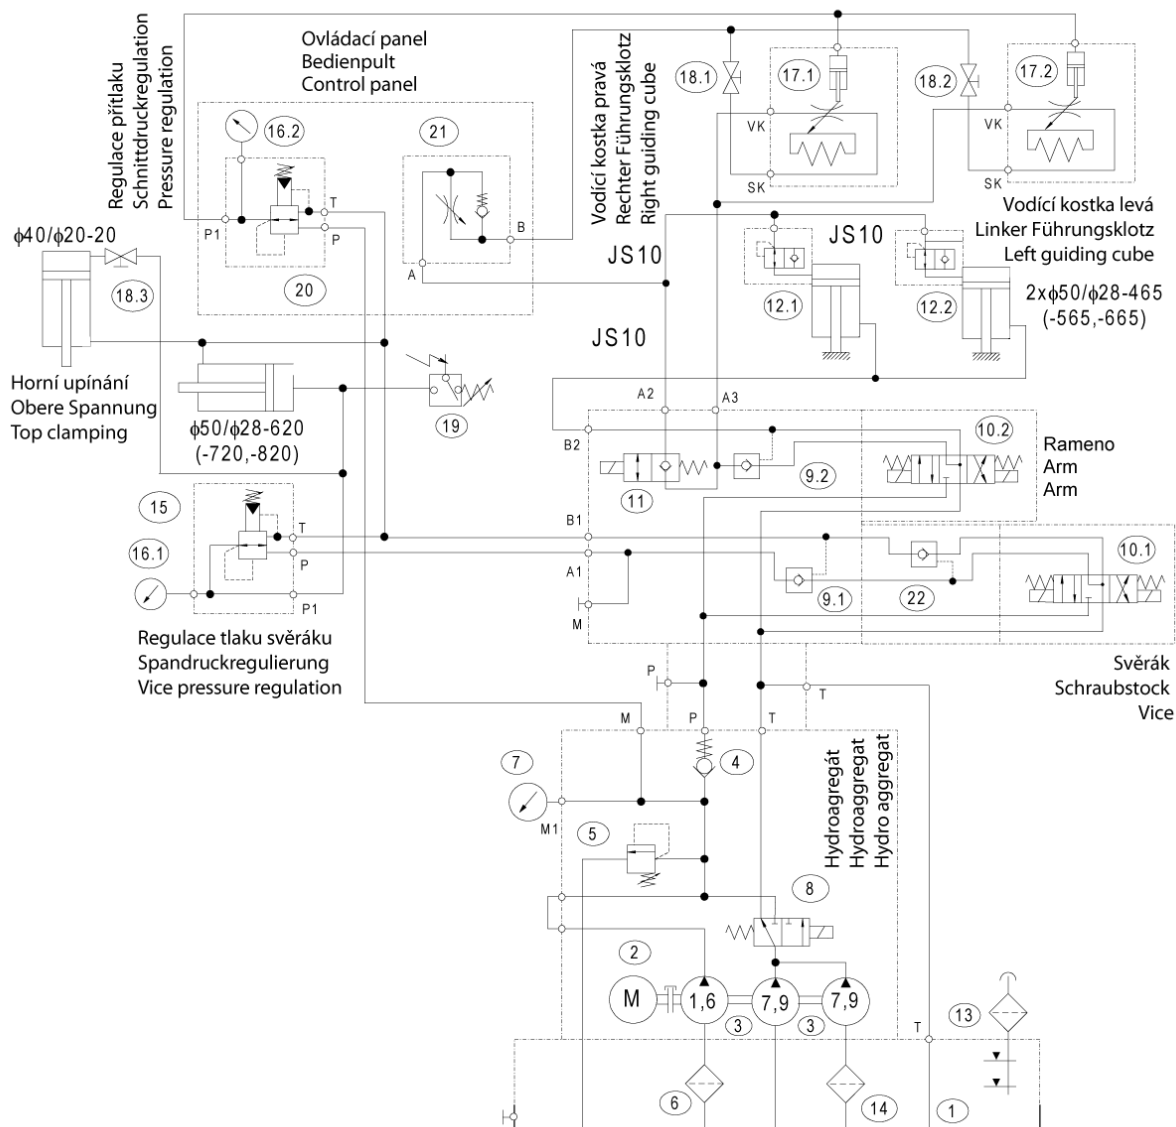 Ovládací panel
Bedienpult
Control panel
Regulace přítlaku
Schnittdruckregulation
Pressure regulation
16.2
21
T
P
P1
B
A
20
Vodící kostka pravá
Rechter Führungsklotz
Right guiding cube
18.1
17.1
18.2
17.2
VK
SK
VK
SK
Vodící kostka levá
Linker Führungsklotz
Left guiding cube
ϕ40/ϕ20-20
18.3
JS10
JS10
JS10
12.1
12.2
2xϕ50/ϕ28-465
(-565,-665)
Horní upínání
Obere Spannung
Top clamping
ϕ50/ϕ28-620
(-720,-820)
19
A2
A3
B2
11
9.2
10.2
Rameno
Arm
Arm
15
16.1
T
P
P1
B1
A1
M
9.1
22
10.1
Regulace tlaku svěráku
Spandruckregulierung
Vice pressure regulation
Svěrák
Schraubstock
Vice
P
T
M
P
T
7
4
M1
5
8
Hydroagregát
Hydroaggregat
Hydro aggregat
2
M
1,6
7,9
7,9
3
3
T
13
6
14
1